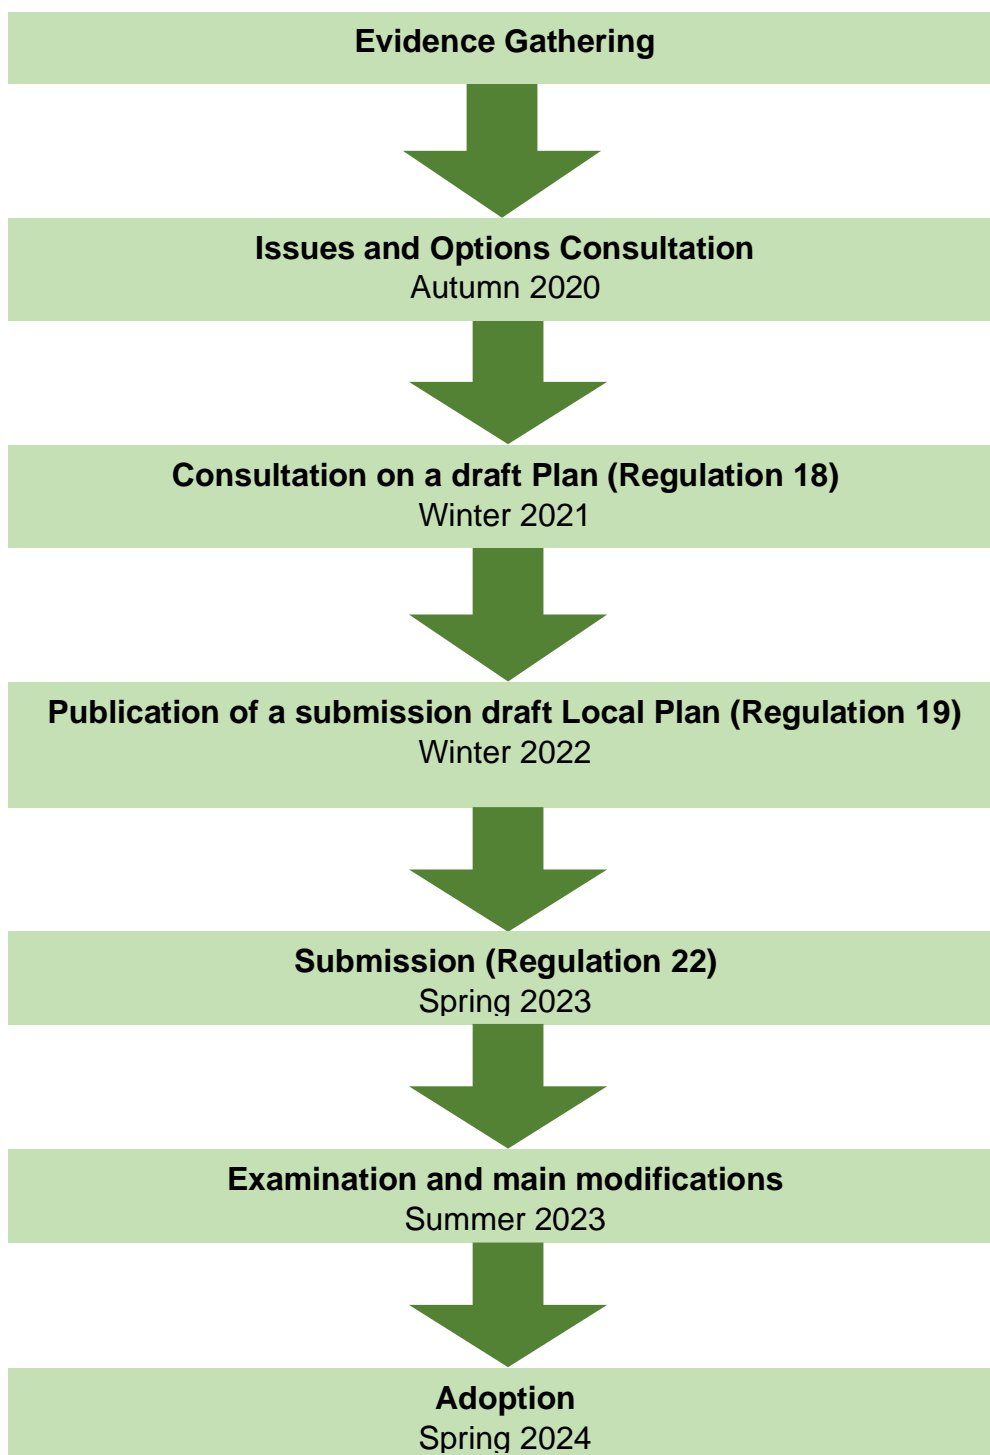 Evidence Gathering
Issues and Options Consultation
Autumn 2020
Consultation on a draft Plan (Regulation 18)
Winter 2021
Publication of a submission draft Local Plan (Regulation 19)
Winter 2022
Submission (Regulation 22)
Spring 2023
Examination and main modifications
Summer 2023
Adoption
Spring 2024